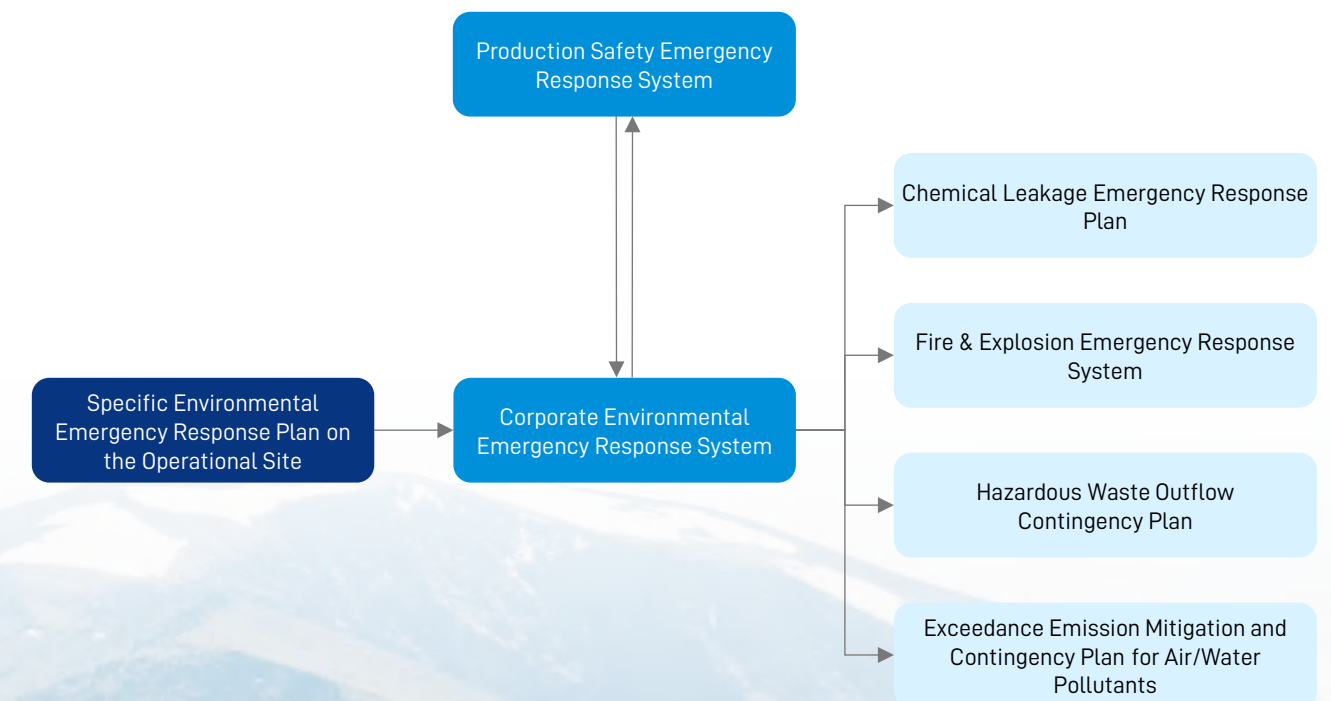 Production Safety Emergency
Response System
Chemical Leakage Emergency Response
Plan
Fire & Explosion Emergency Response
System
Specific Environmental
Emergency Response Plan on
the Operational Site
Corporate Environmental
Emergency Response System
Hazardous Waste Outflow
Contingency Plan
Exceedance Emission Mitigation and
Contingency Plan for Air/Water
Pollutants